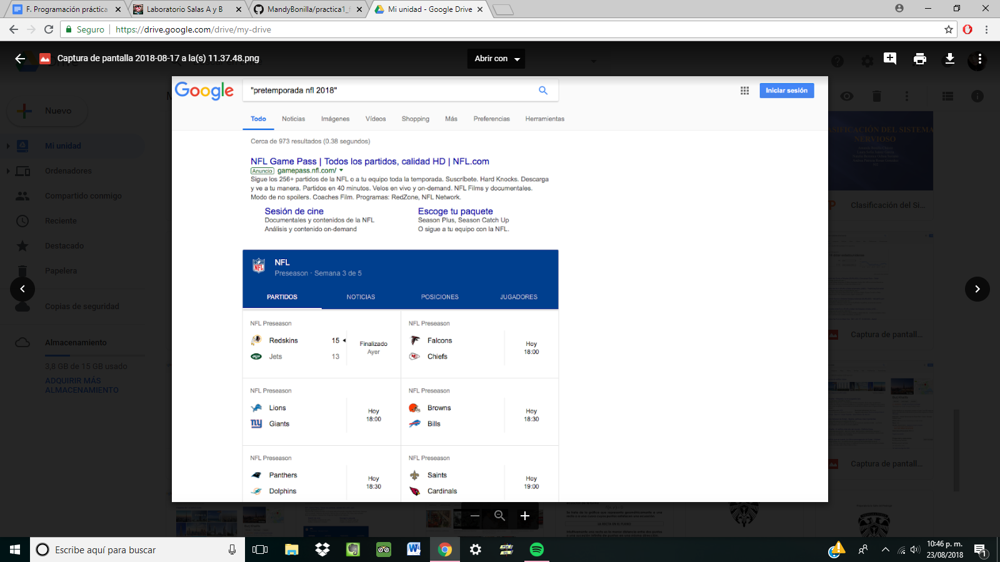 F. Programación práctica
Laboratorio Salas A y B
MandyBonilla/practica1_
Mi unidad - Google Drive
Seguro
https://drive.google.com/drive/my-drive
Captura de pantalla 2018-08-17 a la(s) 11.37.48.png
Abrir con
Nuevo
Mi unidad
Ordenadores
Compartido conmigo
Reciente
Destacado
Papelera
Copias de seguridad
Almacenamiento
3,8 GB de 15 GB usado
ADQUIRIR MÁS
ALMACENAMIENTO
Google
"pretemporada nfl 2018"
Iniciar sesión
Todo Noticias Imágenes Vídeos Shopping Más Preferencias Herramientas
Cerca de 973 resultados (0.38 segundos)
NFL Game Pass | Todos los partidos, calidad HD | NFL.com
Anuncio gamepass.nfl.com/
Sigue los 256+ partidos de la NFL o a tu equipo toda la temporada. Suscríbete. Hard Knocks. Descarga
y ve a tu manera. Partidos en 40 minutos. Velos en vivo y on-demand. NFL Films y documentales.
Modo de no spoilers. Coaches Film. Programas: RedZone, NFL Network.
Sesión de cine
Documentales y contenidos de la NFL
Análisis y contenido on-demand
Escoge tu paquete
Season Plus, Season Catch Up
O sigue a tu equipo con la NFL.
NFL
Preseason · Semana 3 de 5
PARTIDOS NOTICIAS POSICIONES JUGADORES
NFL Preseason
Redskins 15
Jets 13
Finalizado
Ayer
NFL Preseason
Falcons
Chiefs
Hoy
18:00
NFL Preseason
Lions
Giants
Hoy
18:00
NFL Preseason
Browns
Bills
Hoy
18:30
NFL Preseason
Panthers
Dolphins
Hoy
18:30
NFL Preseason
Saints
Cardinals
Hoy
19:00
SIFICACIÓN DEL SISTEMA
NERVIOSO
Clasificación del Si...
Captura de pantall...
Captura de pantall...
Escribe aquí para buscar
10:46 p. m.
23/08/2018
1